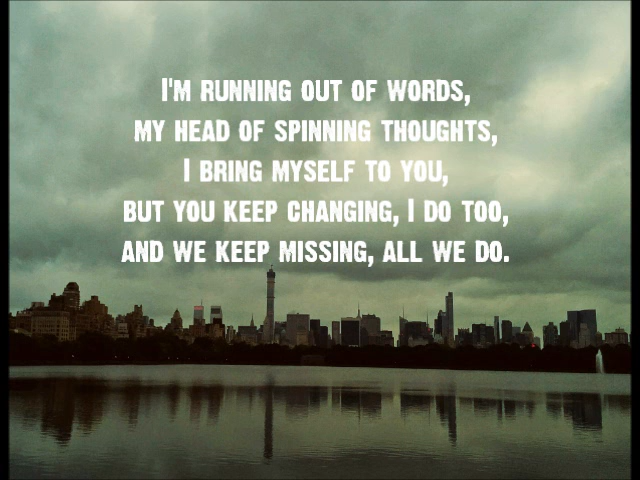 I'M RUNNING OUT OF WORDS,
MY HEAD OF SPINNING THOUGHTS,
I BRING MYSELF TO YOU,
BUT YOU KEEP CHANGING, I DO TOO,
AND WE KEEP MISSING, ALL WE DO.